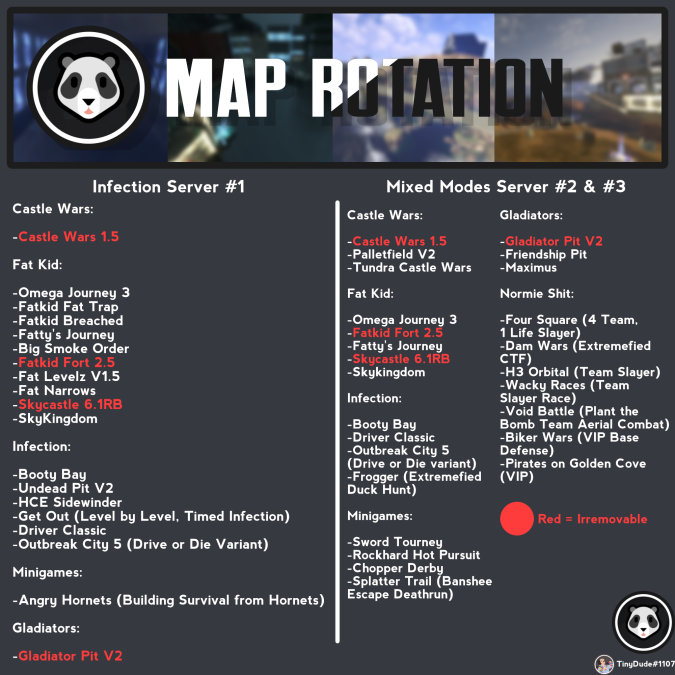 MAP ROTATION
Infection Server #1
Castle Wars:
-Castle Wars 1.5
Fat Kid:
-Omega Journey 3
-Fatkid Fat Trap
-Fatkid Breached
-Fatty's Journey
-Big Smoke Order
-Fatkid Fort 2.5
-Fat Levelz V1.5
-Fat Narrows
-Skycastle 6.1RB
-SkyKingdom
Infection:
-Booty Bay
-Undead Pit V2
-HCE Sidewinder
-Get Out (Level by Level, Timed Infection)
-Driver Classic
-Outbreak City 5 (Drive or Die Variant)
Minigames:
-Angry Hornets (Building Survival from Hornets)
Gladiators:
-Gladiator Pit V2
Mixed Modes Server #2 & #3
Castle Wars:
-Castle Wars 1.5
-Palletfield V2
-Tundra Castle Wars
Fat Kid:
-Omega Journey 3
-Fatkid Fort 2.5
-Fatty's Journey
-Skycastle 6.1RB
-Skykingdom
Infection:
-Booty Bay
-Driver Classic
-Outbreak City 5
(Drive or Die variant)
-Frogger (Extremefied
Duck Hunt)
Minigames:
-Sword Tourney
-Rockhard Hot Pursuit
-Chopper Derby
-Splatter Trail (Banshee
Escape Deathrun)
Gladiators:
-Gladiator Pit V2
-Friendship Pit
-Maximus
Normie Shit:
-Four Square (4 Team,
1 Life Slayer)
-Dam Wars (Extremefied
CTF)
-H3 Orbital (Team Slayer)
-Wacky Races (Team
Slayer Race)
-Void Battle (Plant the
Bomb Team Aerial Combat)
-Biker Wars (VIP Base
Defense)
-Pirates on Golden Cove
(VIP)
Red = Irremovable
TinyDude#1107